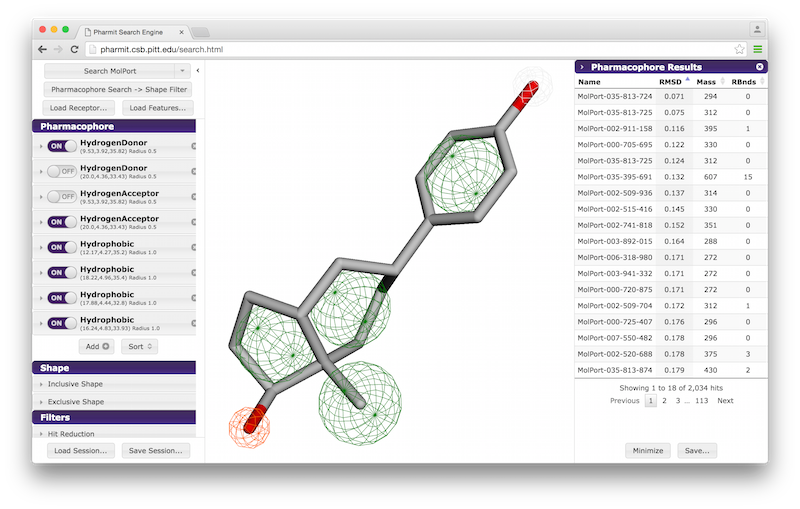 Pharmit Search Engine
pharmit.csb.pitt.edu/search.html
Search MolPort
Pharmacophore Search -> Shape Filter
Load Receptor...
Load Features...
Pharmacophore
ON HydrogenDonor
(9.53,3.92,35.82) Radius 0.5
OFF HydrogenDonor
(20.0,4.36,33.43) Radius 0.5
OFF HydrogenAcceptor
(9.53,3.92,35.82) Radius 0.5
ON HydrogenAcceptor
(20.0,4.36,33.43) Radius 0.5
ON Hydrophobic
(12.17,4.27,35.2) Radius 1.0
ON Hydrophobic
(18.22,4.96,35.4) Radius 1.0
ON Hydrophobic
(17.88,4.44,32.8) Radius 1.0
ON Hydrophobic
(16.24,4.83,33.93) Radius 1.0
Add
Sort
Shape
Inclusive Shape
Exclusive Shape
Filters
Hit Reduction
Load Session...
Save Session...
Pharmacophore Results
Name RMSD Mass RBnds
MolPort-035-813-724 0.071 294 0
MolPort-035-813-725 0.075 312 0
MolPort-002-911-158 0.116 395 1
MolPort-000-705-695 0.122 330 0
MolPort-035-813-725 0.124 312 0
MolPort-035-395-691 0.132 607 15
MolPort-002-509-936 0.137 314 0
MolPort-002-515-416 0.145 330 0
MolPort-002-741-818 0.152 351 0
MolPort-003-892-015 0.164 288 0
MolPort-006-318-980 0.171 272 0
MolPort-003-941-332 0.171 272 0
MolPort-000-720-875 0.171 272 0
MolPort-002-509-704 0.172 312 1
MolPort-000-725-407 0.176 296 0
MolPort-007-550-482 0.178 296 0
MolPort-002-520-688 0.178 375 3
MolPort-035-813-874 0.179 430 2
Showing 1 to 18 of 2,034 hits
Previous 1 2 3 ... 113 Next
Minimize
Save...